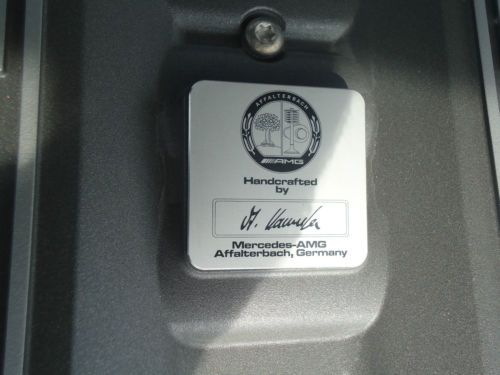 AFFALTERBACH
AMG
Handcrafted
by
Mercedes-AMG
Affalterbach, Germany